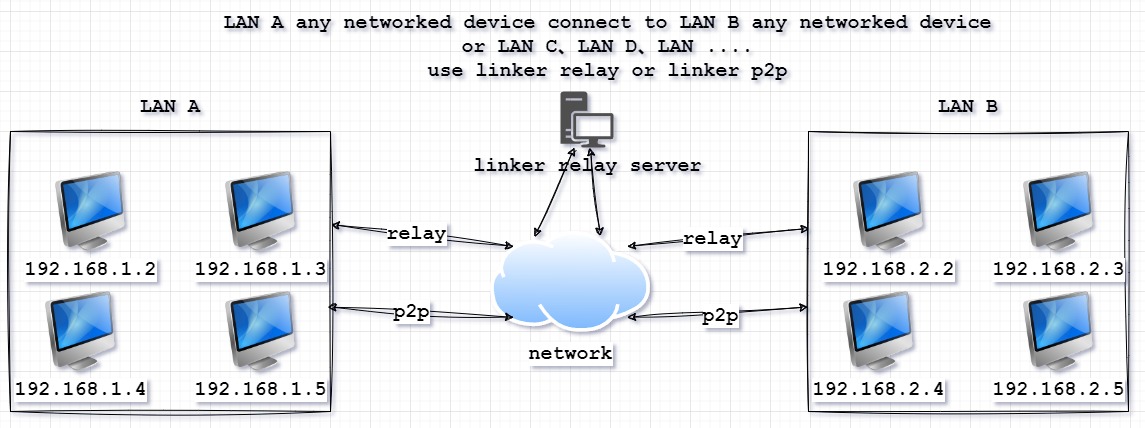 LAN A any networked device connect to LAN B any networked device
or LAN C、LAN D、LAN ....
use linker relay or linker p2p
LAN A
LAN B
linker relay server
relay
relay
192.168.1.2
192.168.1.3
192.168.2.2
192.168.2.3
p2p
p2p
network
192.168.1.4
192.168.1.5
192.168.2.4
192.168.2.5